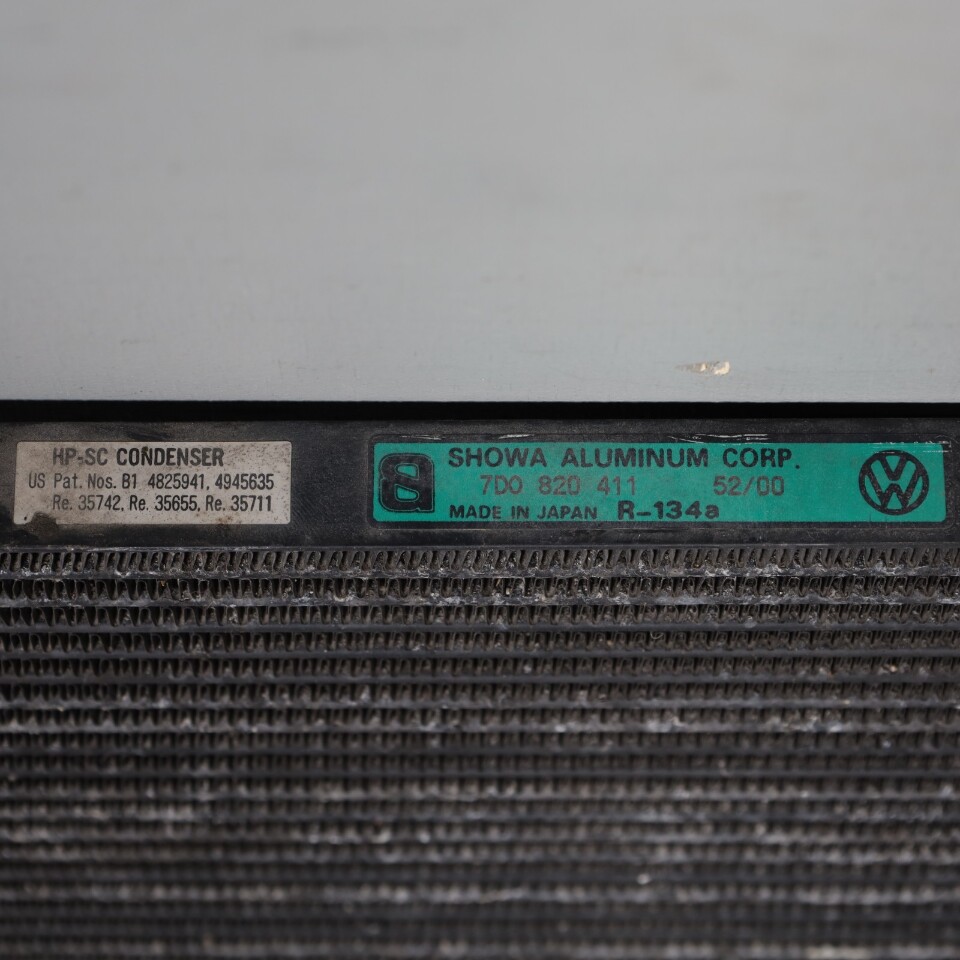 HP-SC CONDENSER
US Pat. Nos. B1 4825941, 4945635
Re. 35742, Re. 35655, Re. 35711
SHOWA ALUMINUM CORP.
7D0 820 411 52/00
MADE IN JAPAN R-134a
VW